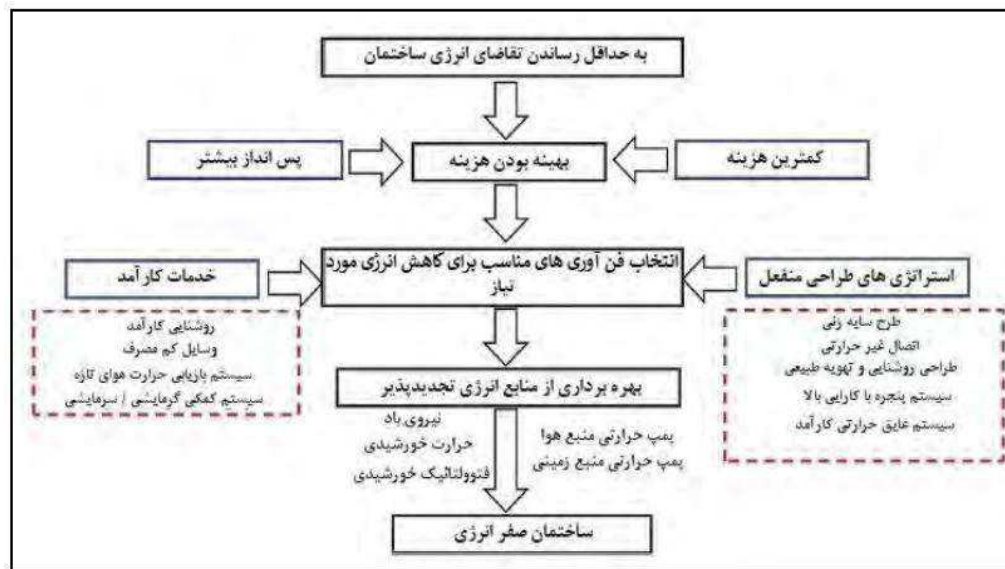 به حداقل رساندن تقاضای انرژی ساختمان
کمترین هزینه
بهینه بودن هزینه
پس انداز بیشتر
انتخاب فن آوری های مناسب برای کاهش انرژی مورد
نیاز
استراتژی های طراحی منفعل
طرح سایه زنی
اتصال غیر حرارتی
طراحی روشنایی و تهویه طبیعی
سیستم پنجره با کارایی بالا
سیستم عایق حرارتی کارآمد
خدمات کارآمد
روشنایی کارآمد
وسایل کم مصرف
سیستم بازیابی حرارت هوای تازه
سیستم کمکی گرمایشی / سرمایشی
بهره برداری از منابع انرژی تجدیدپذیر
پمپ حرارتی منبع هوا
پمپ حرارتی منبع زمینی
نیروی باد
حرارت خورشیدی
فتوولتائیک خورشیدی
ساختمان صفر انرژی